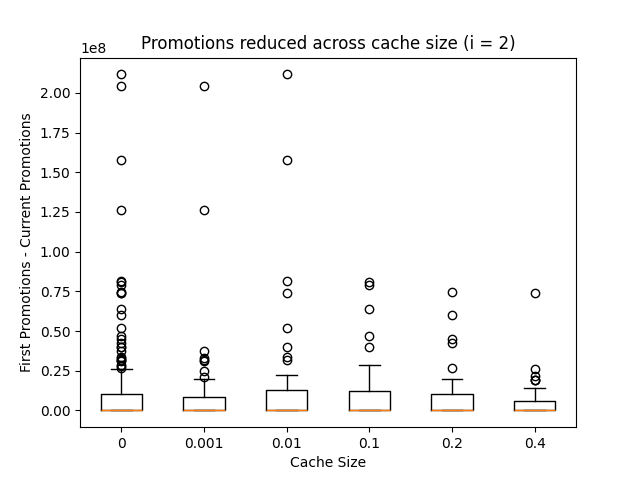 Promotions reduced across cache size (i = 2)
1e8
2.00
1.75
1.50
1.25
1.00
0.75
0.50
0.25
0.00
First Promotions - Current Promotions
0 0.001 0.01 0.1 0.2 0.4
Cache Size